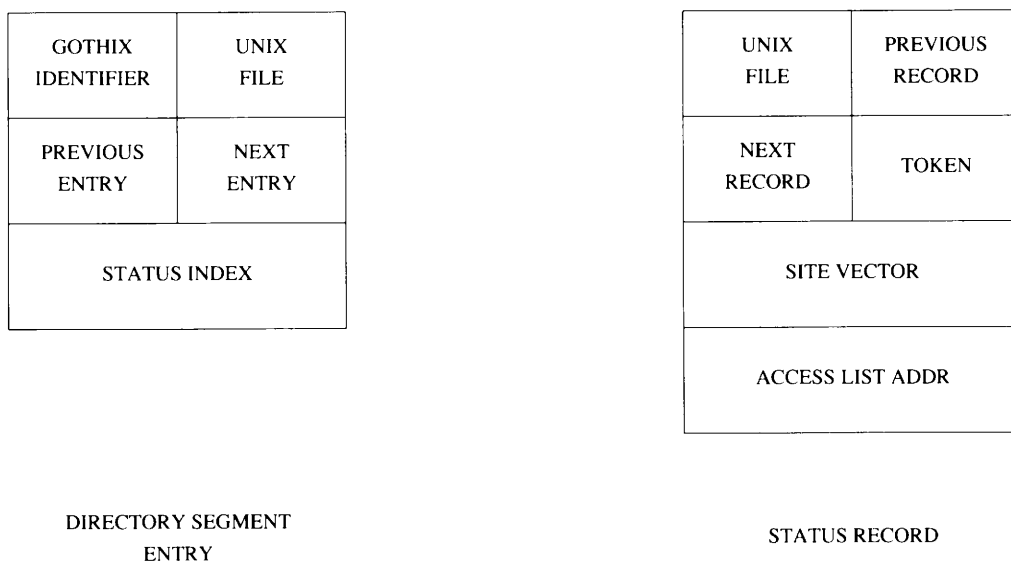 GOTHIX
IDENTIFIER
UNIX
FILE
PREVIOUS
ENTRY
NEXT
ENTRY
STATUS INDEX
DIRECTORY SEGMENT
ENTRY
UNIX
FILE
PREVIOUS
RECORD
NEXT
RECORD
TOKEN
SITE VECTOR
ACCESS LIST ADDR
STATUS RECORD